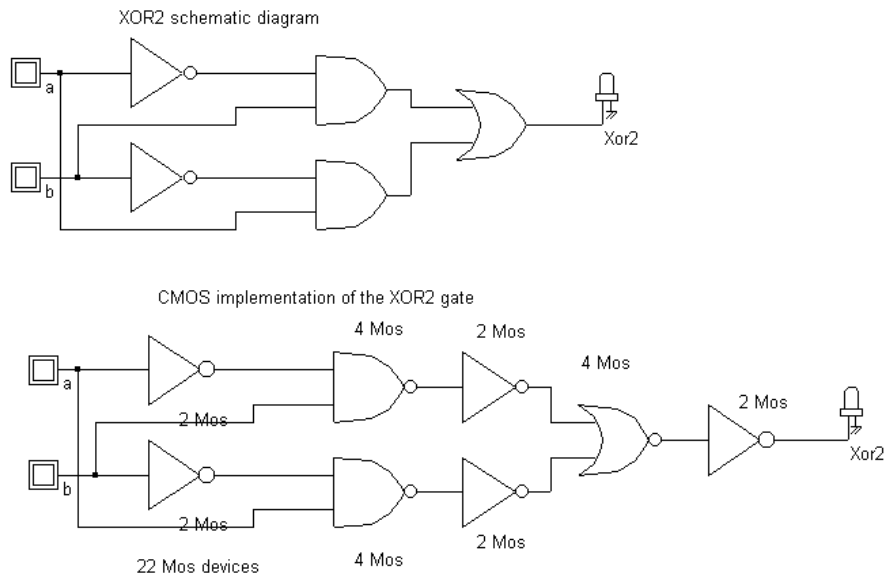 XOR2 schematic diagram
a
b
Xor2
CMOS implementation of the XOR2 gate
4 Mos
2 Mos
4 Mos
a
2 Mos
2 Mos
b
Xor2
2 Mos
2 Mos
22 Mos devices
4 Mos